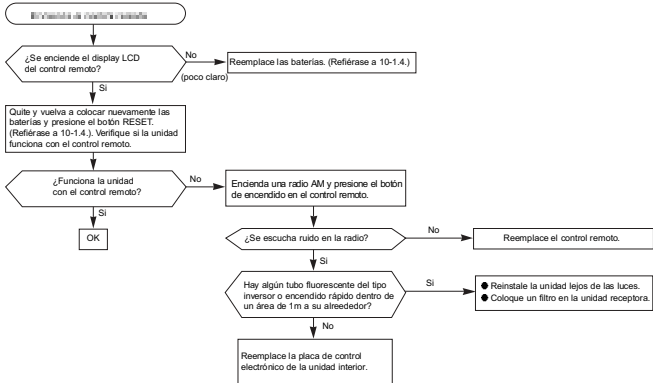 ¿Se enciende el display LCD
del control remoto?
No
(poco claro)
Reemplace las baterías. (Refiérase a 10-1.4.)
Si
Quite y vuelva a colocar nuevamente las
baterías y presione el botón RESET.
(Refiérase a 10-1.4.). Verifique si la unidad
funciona con el control remoto.
¿Funciona la unidad
con el control remoto?
No
Encienda una radio AM y presione el botón
de encendido en el control remoto.
Si
OK
¿Se escucha ruido en la radio?
No
Reemplace el control remoto.
Si
Hay algún tubo fluorescente del tipo
inversor o encendido rápido dentro de
un área de 1m a su alreededor?
Si
● Reinstale la unidad lejos de las luces.
● Coloque un filtro en la unidad receptora.
No
Reemplace la placa de control
electrónico de la unidad interior.